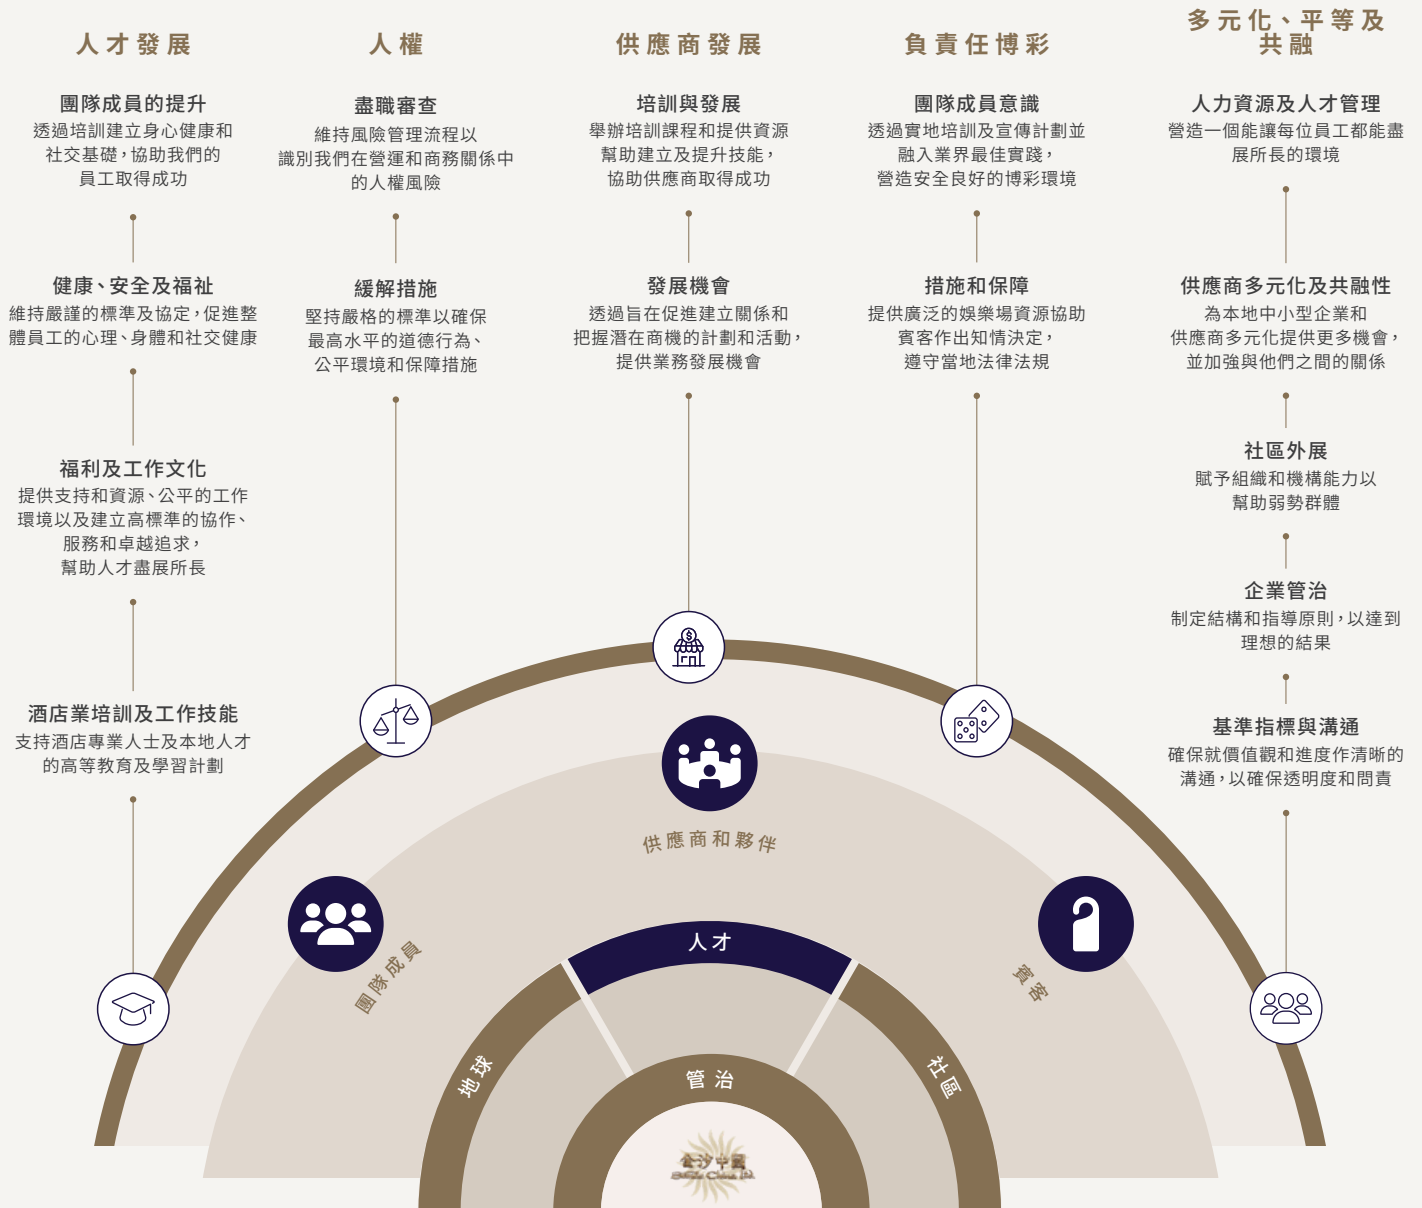 人才發展
團隊成員的提升
透過培訓建立身心健康和
社交基礎，協助我們的
員工取得成功
健康、安全及福祉
維持嚴謹的標準及協定，促進整
體員工的心理、身體和社交健康
福利及工作文化
提供支持和資源、公平的工作
環境以及建立高標準的協作、
服務和卓越追求，
幫助人才盡展所長
酒店業培訓及工作技能
支持酒店專業人士及本地人才
的高等教育及學習計劃
人權
盡職審查
維持風險管理流程以
識別我們在營運和商務關係中
的人權風險
緩解措施
堅持嚴格的標準以確保
最高水平的道德行為、
公平環境和保障措施
供應商發展
培訓與發展
舉辦培訓課程和提供資源
幫助建立及提升技能，
協助供應商取得成功
發展機會
透過旨在促進建立關係和
把握潛在商機的計劃和活動，
提供業務發展機會
負責任博彩
團隊成員意識
透過實地培訓及宣傳計劃並
融入業界最佳實踐，
營造安全良好的博彩環境
措施和保障
提供廣泛的娛樂場資源協助
賓客作出知情決定，
遵守當地法律法規
多元化、平等及
共融
人力資源及人才管理
營造一個能讓每位員工都能盡
展所長的環境
供應商多元化及共融性
為本地中小型企業和
供應商多元化提供更多機會，
並加強與他們之間的關係
社區外展
賦予組織和機構能力以
幫助弱勢群體
企業管治
制定結構和指導原則，以達到
理想的結果
基準指標與溝通
確保就價值觀和進度作清晰的
溝通，以確保透明度和問責
供應商和夥伴
團隊成員
賓客
人才
地球
社區
管治
金沙中國
Sands China Ltd.